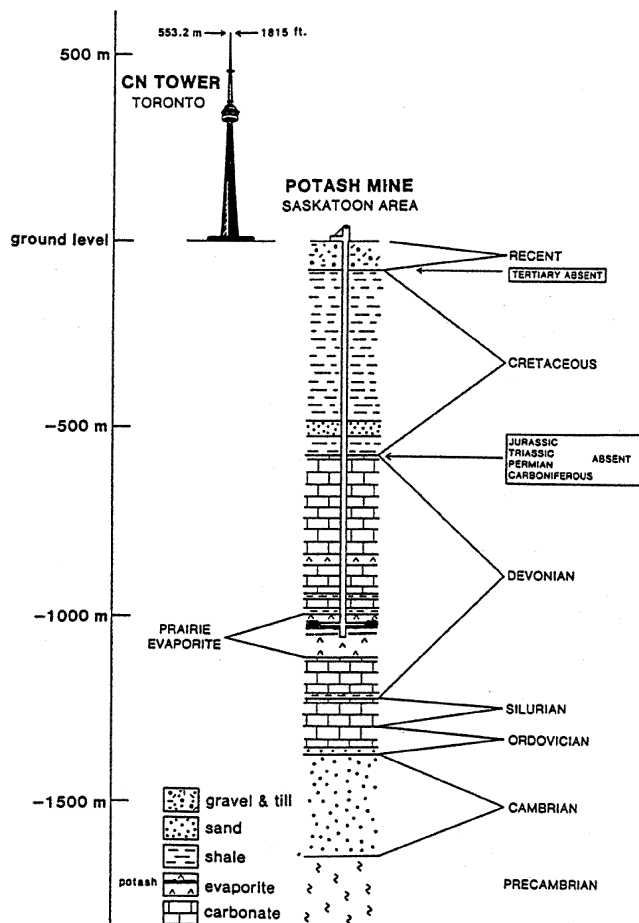 553.2 m
1815 ft.
500 m
CN TOWER
TORONTO
POTASH MINE
SASKATOON AREA
ground level
RECENT
TERTIARY ABSENT
CRETACEOUS
-500 m
JURASSIC
TRIASSIC
PERMIAN
CARBONIFEROUS
ABSENT
DEVONIAN
-1000 m
PRAIRIE
EVAPORITE
SILURIAN
ORDOVICIAN
-1500 m
CAMBRIAN
gravel & till
sand
shale
potash
evaporite
carbonate
PRECAMBRIAN